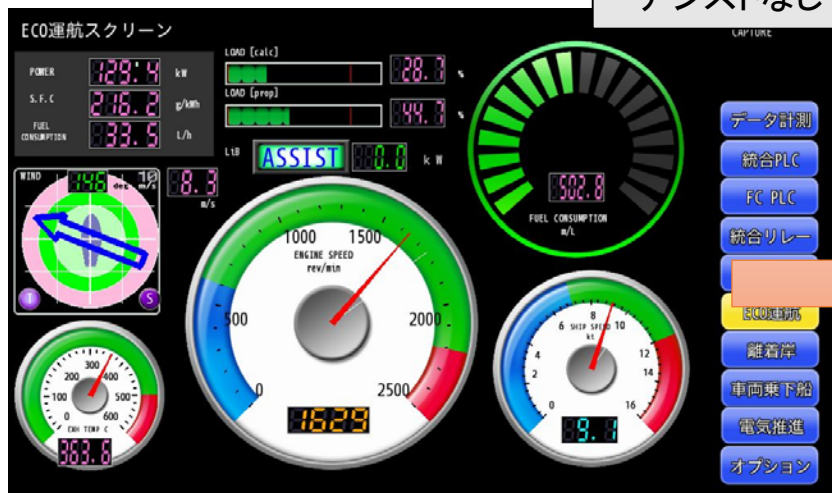 アシストなし
ECO運航スクリーン
CAPTURE
POWER 129.4 kW
S.F.C 216.2 g/kWh
FUEL CONSUMPTION 33.5 L/h
LOAD [calc]
28.7 %
LOAD [prop]
44.7 %
LtB ASSIST 0.0 kW
WIND 146 deg 10 m/s
8.3 m/s
T S
502.8
FUEL CONSUMPTION
m/L
0 500 1000 1500 2000 2500
ENGINE SPEED
rev/min
1629
0 2 4 6 8 10 12 14 16
SHIP SPEED
kt
9.1
0 100 200 300 400 500 600
EXH TEMP C
363.6
データ計測
統合PLC
FC PLC
統合リレー
ECO運航
離着岸
車両乗下船
電気推進
オプション